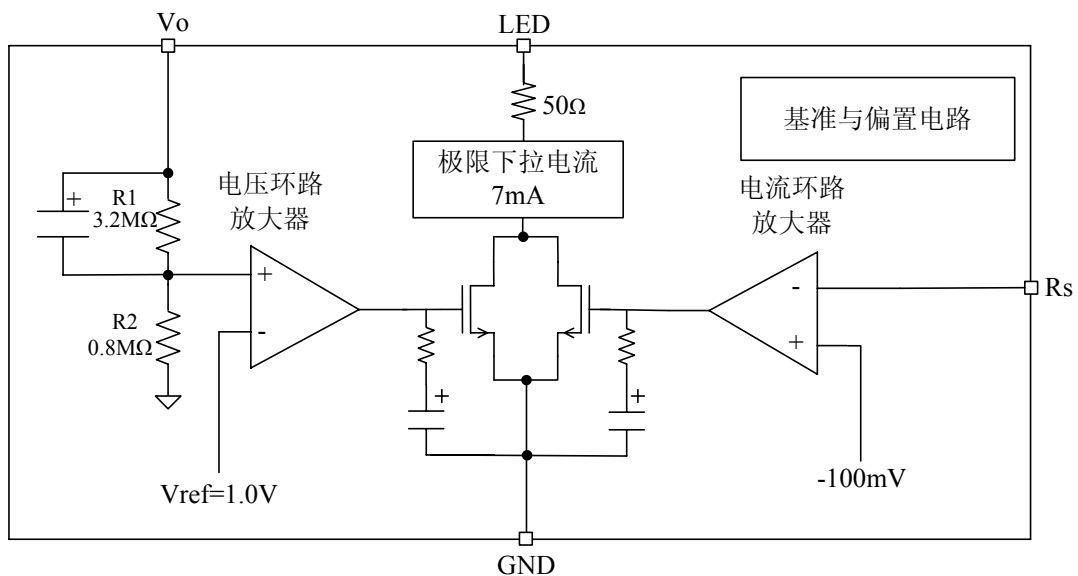 Vo
LED
50Ω
基准与偏置电路
极限下拉电流
7mA
电压环路
放大器
电流环路
放大器
+
R1
3.2MΩ
+
-
-
+
Rs
R2
0.8MΩ
+
+
Vref=1.0V
-100mV
GND